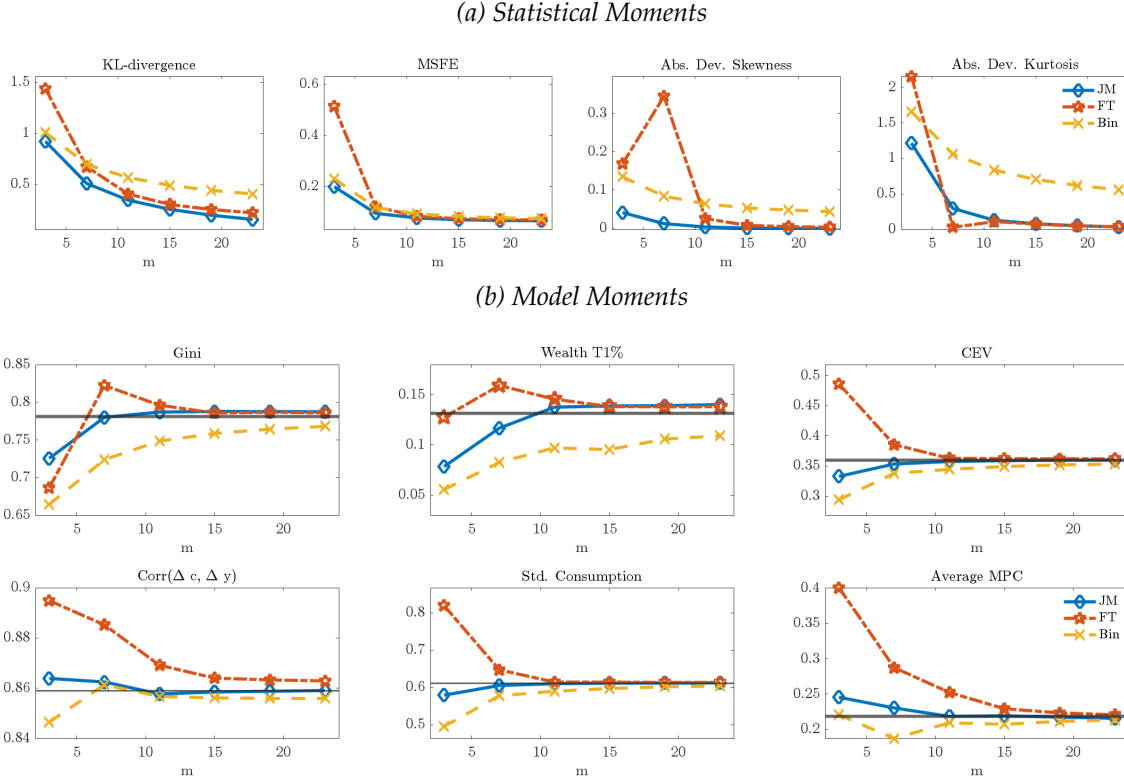 (a) Statistical Moments
KL-divergence
MSFE
Abs. Dev. Skewness
Abs. Dev. Kurtosis
1.5
1
0.5
5 10 15 20
m
0.6
0.4
0.2
5 10 15 20
m
0.3
0.2
0.1
0
5 10 15 20
m
2
1.5
1
0.5
0
5 10 15 20
m
JM
FT
Bin
(b) Model Moments
Gini
Wealth T1%
CEV
0.85
0.8
0.75
0.7
0.65
5 10 15 20
m
0.15
0.1
0.05
5 10 15 20
m
0.5
0.45
0.4
0.35
0.3
5 10 15 20
m
Corr(Δ c, Δ y)
Std. Consumption
Average MPC
0.9
0.88
0.86
0.84
5 10 15 20
m
0.8
0.7
0.6
0.5
5 10 15 20
m
0.4
0.35
0.3
0.25
0.2
5 10 15 20
m
JM
FT
Bin